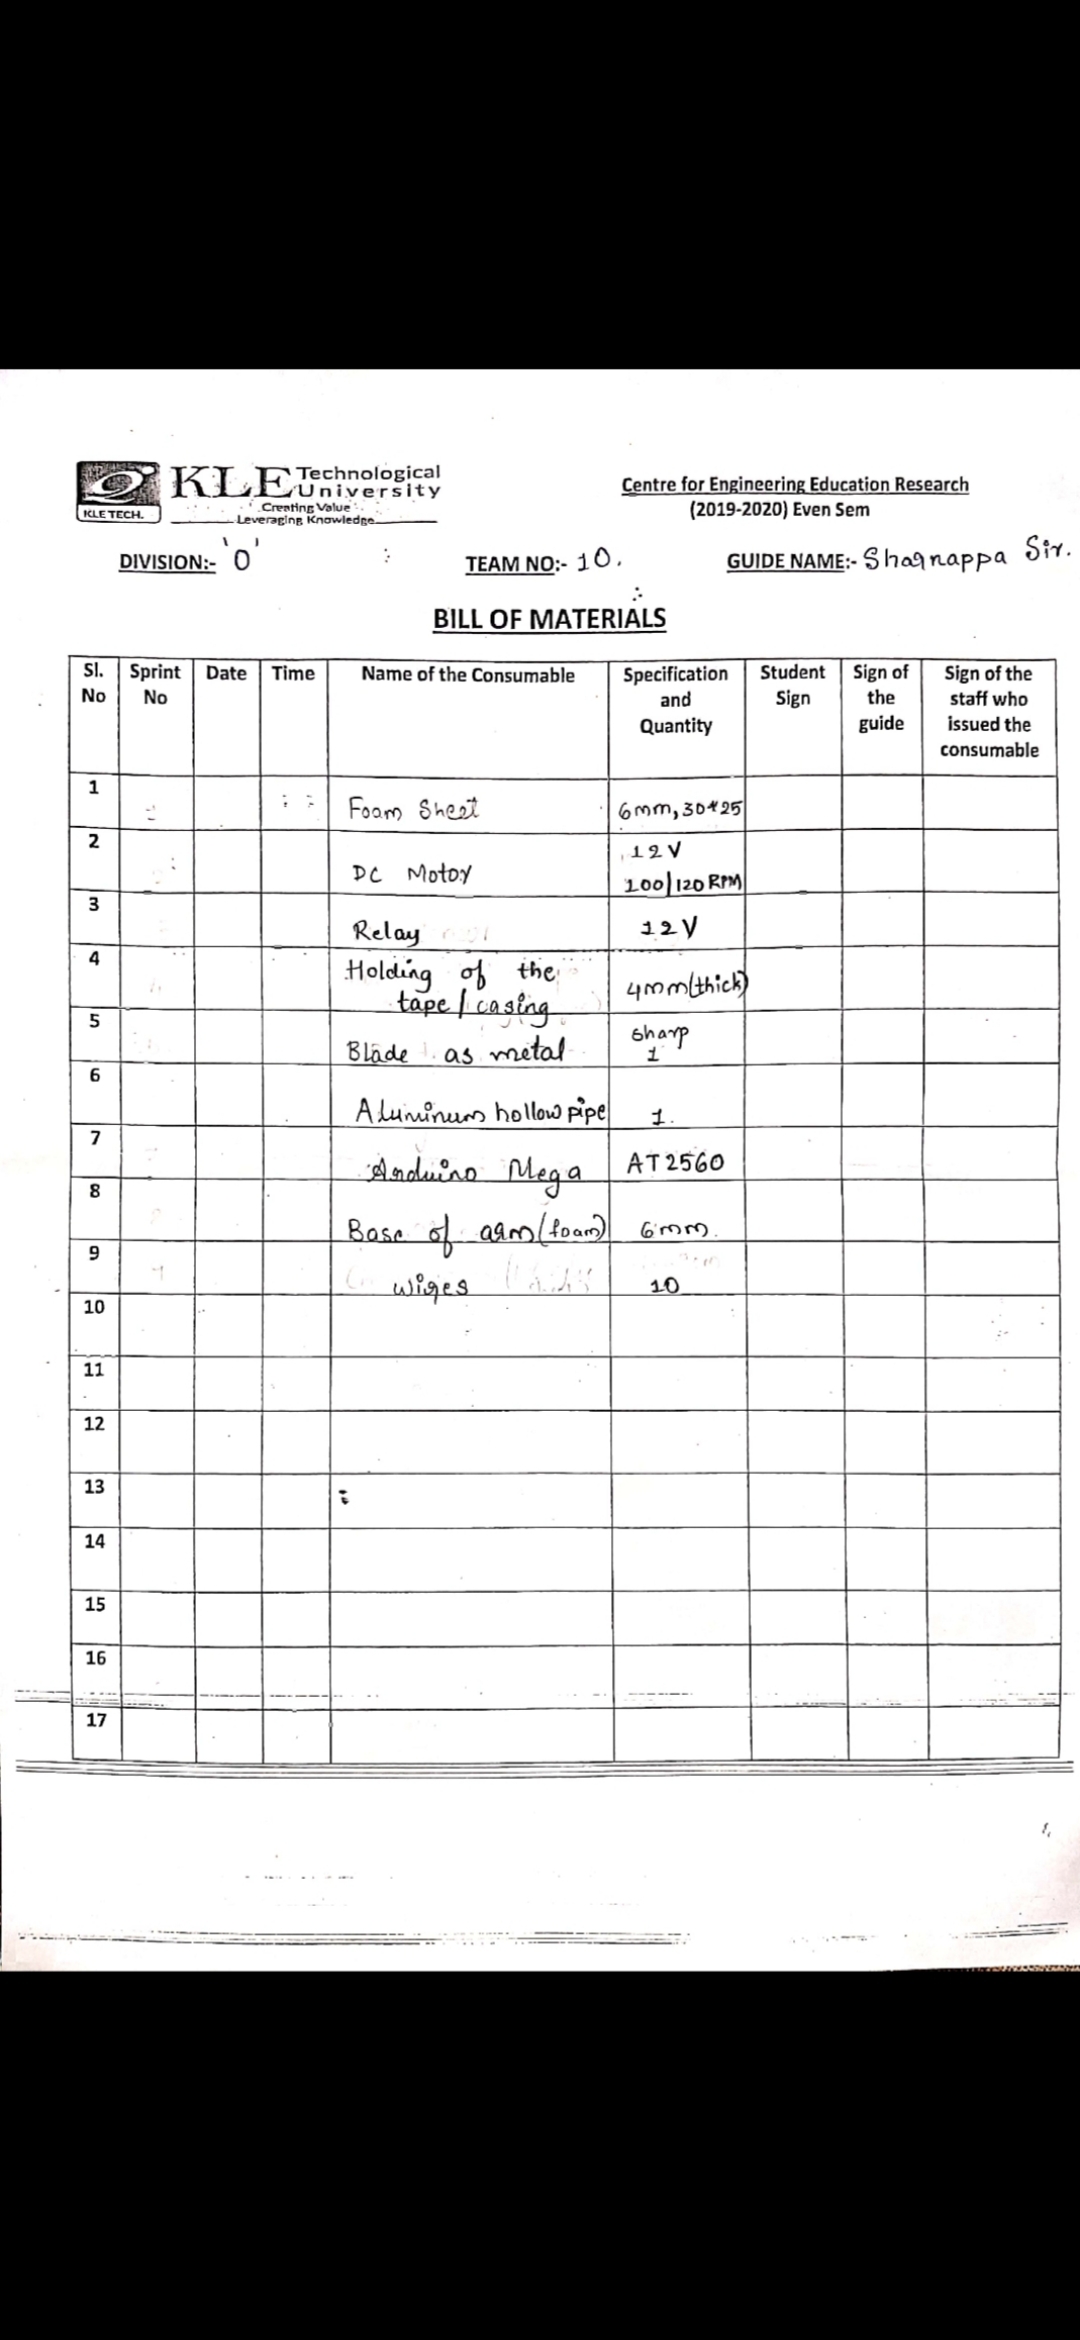 KLE Technological University
Creating Value
Leveraging Knowledge
KLE TECH.
Centre for Engineering Education Research
(2019-2020) Even Sem
DIVISION:- 'O' TEAM NO:- 10. GUIDE NAME:- Sharnappa Sir.
BILL OF MATERIALS
Sl. No Sprint No Date Time Name of the Consumable Specification and Quantity Student Sign Sign of the guide Sign of the staff who issued the consumable
1 Foam Sheet 6mm, 30*25
2 DC Motor 12V 100/120 RPM
3 Relay 12V
4 Holding of the tape / casing 4mm(thick)
5 Blade as metal sharp 1
6 Aluminum hollow pipe 1.
7 Arduino Mega AT2560
8 Base of arm (foam) 6mm.
9 wires 10
10
11
12
13
14
15
16
17